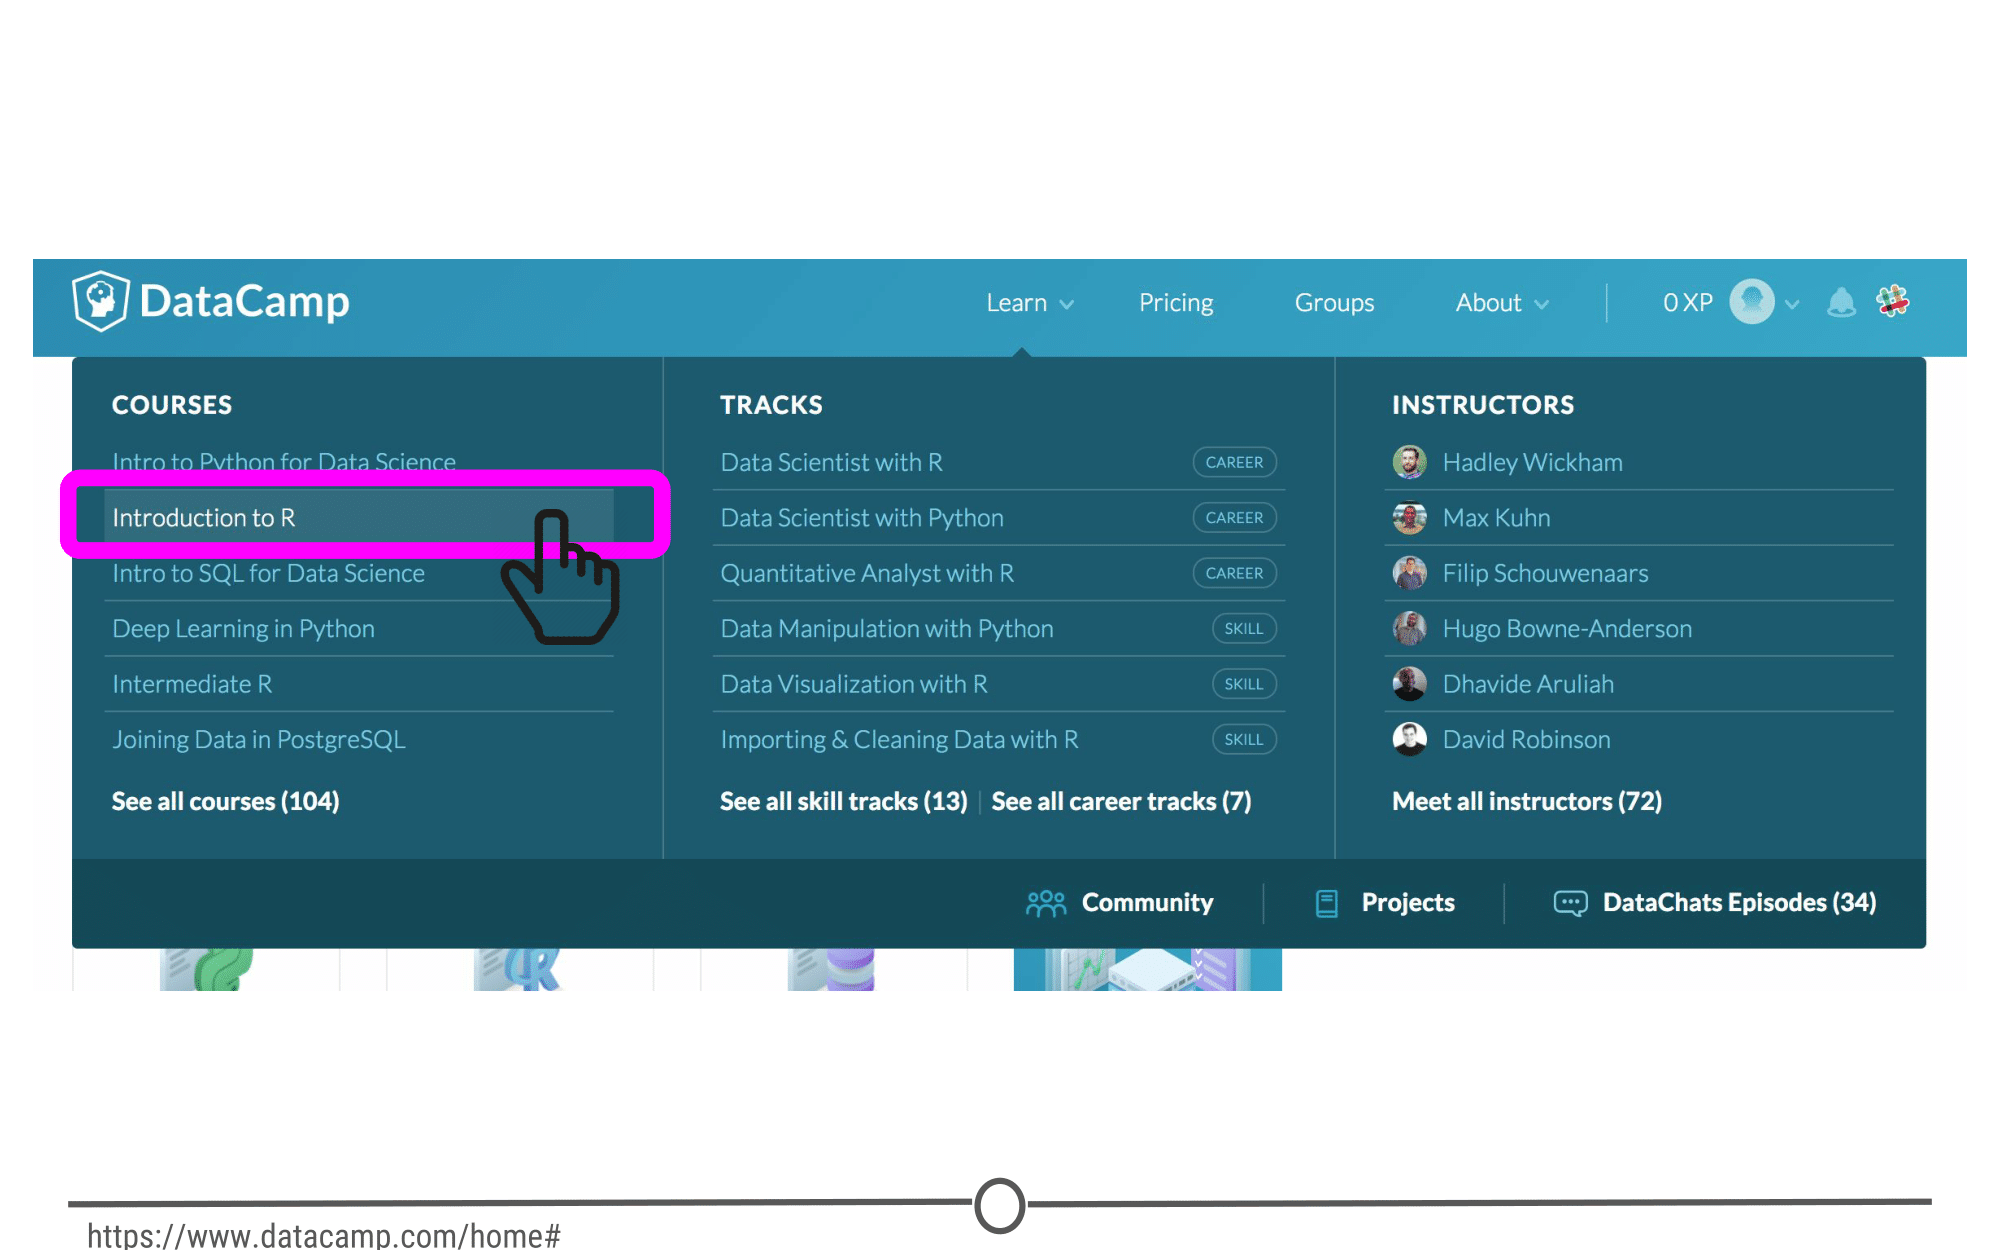 DataCamp
Learn Pricing Groups About 0 XP
COURSES
Intro to Python for Data Science
Introduction to R
Intro to SQL for Data Science
Deep Learning in Python
Intermediate R
Joining Data in PostgreSQL
See all courses (104)
TRACKS
Data Scientist with R CAREER
Data Scientist with Python CAREER
Quantitative Analyst with R CAREER
Data Manipulation with Python SKILL
Data Visualization with R SKILL
Importing & Cleaning Data with R SKILL
See all skill tracks (13) See all career tracks (7)
INSTRUCTORS
Hadley Wickham
Max Kuhn
Filip Schouwenaars
Hugo Bowne-Anderson
Dhavide Aruliah
David Robinson
Meet all instructors (72)
Community Projects DataChats Episodes (34)
R
https://www.datacamp.com/home#